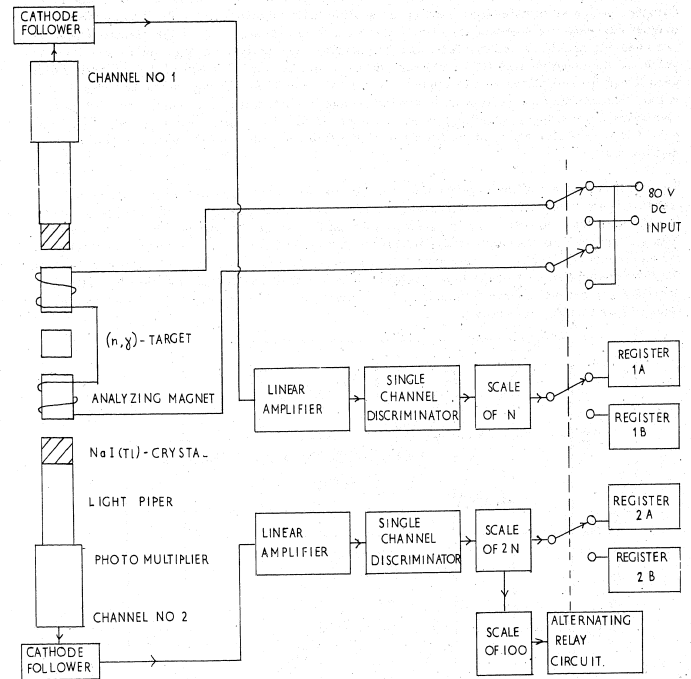 CATHODE
FOLLOWER
CHANNEL NO 1
80 V
DC
INPUT
(n,γ)-TARGET
ANALYZING MAGNET
LINEAR
AMPLIFIER
SINGLE
CHANNEL
DISCRIMINATOR
SCALE
OF N
REGISTER
1A
REGISTER
1B
NaI(Tl)-CRYSTA_
LIGHT PIPER
PHOTO MULTIPLIER
CHANNEL NO 2
LINEAR
AMPLIFIER
SINGLE
CHANNEL
DISCRIMINATOR
SCALE
OF 2N
REGISTER
2A
REGISTER
2 B
SCALE
OF.100
ALTERNATING
RELAY
CIRCUIT.
CATHODE
FOLLOWER